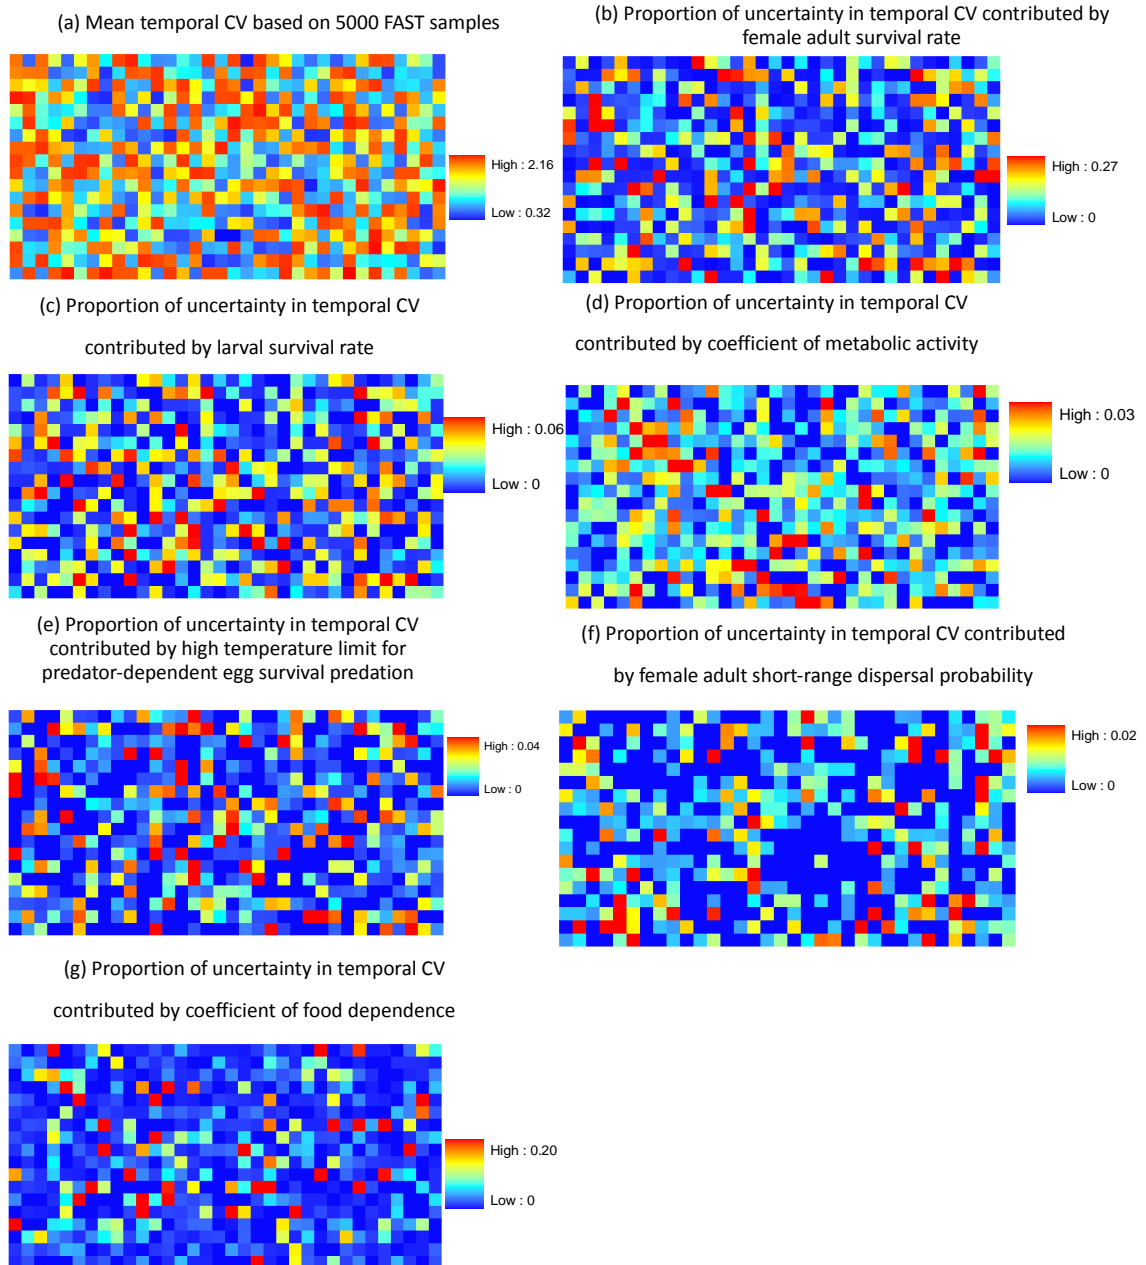 (a) Mean temporal CV based on 5000 FAST samples
High : 2.16
Low : 0.32
(b) Proportion of uncertainty in temporal CV contributed by
female adult survival rate
High : 0.27
Low : 0
(c) Proportion of uncertainty in temporal CV
contributed by larval survival rate
High : 0.06
Low : 0
(d) Proportion of uncertainty in temporal CV
contributed by coefficient of metabolic activity
High : 0.03
Low : 0
(e) Proportion of uncertainty in temporal CV
contributed by high temperature limit for
predator-dependent egg survival predation
High : 0.04
Low : 0
(f) Proportion of uncertainty in temporal CV contributed
by female adult short-range dispersal probability
High : 0.02
Low : 0
(g) Proportion of uncertainty in temporal CV
contributed by coefficient of food dependence
High : 0.20
Low : 0